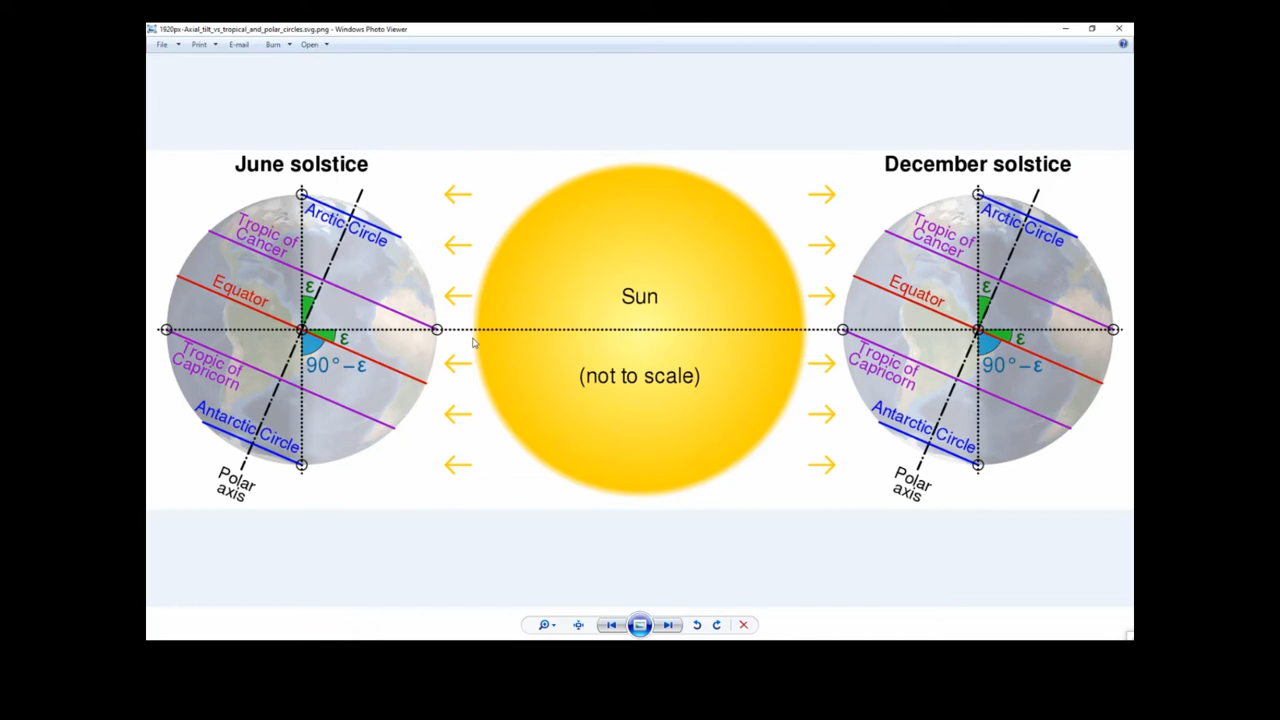 1920px-Axial_tilt_vs_tropical_and_polar_circles.svg.png - Windows Photo Viewer
File Print E-mail Burn Open
June solstice
December solstice
Arctic Circle
Tropic of
Cancer
Equator
ε
ε
90°-ε
Tropic of
Capricorn
Antarctic Circle
Polar
axis
Sun
(not to scale)
Arctic Circle
Tropic of
Cancer
Equator
ε
ε
90°-ε
Tropic of
Capricorn
Antarctic Circle
Polar
axis